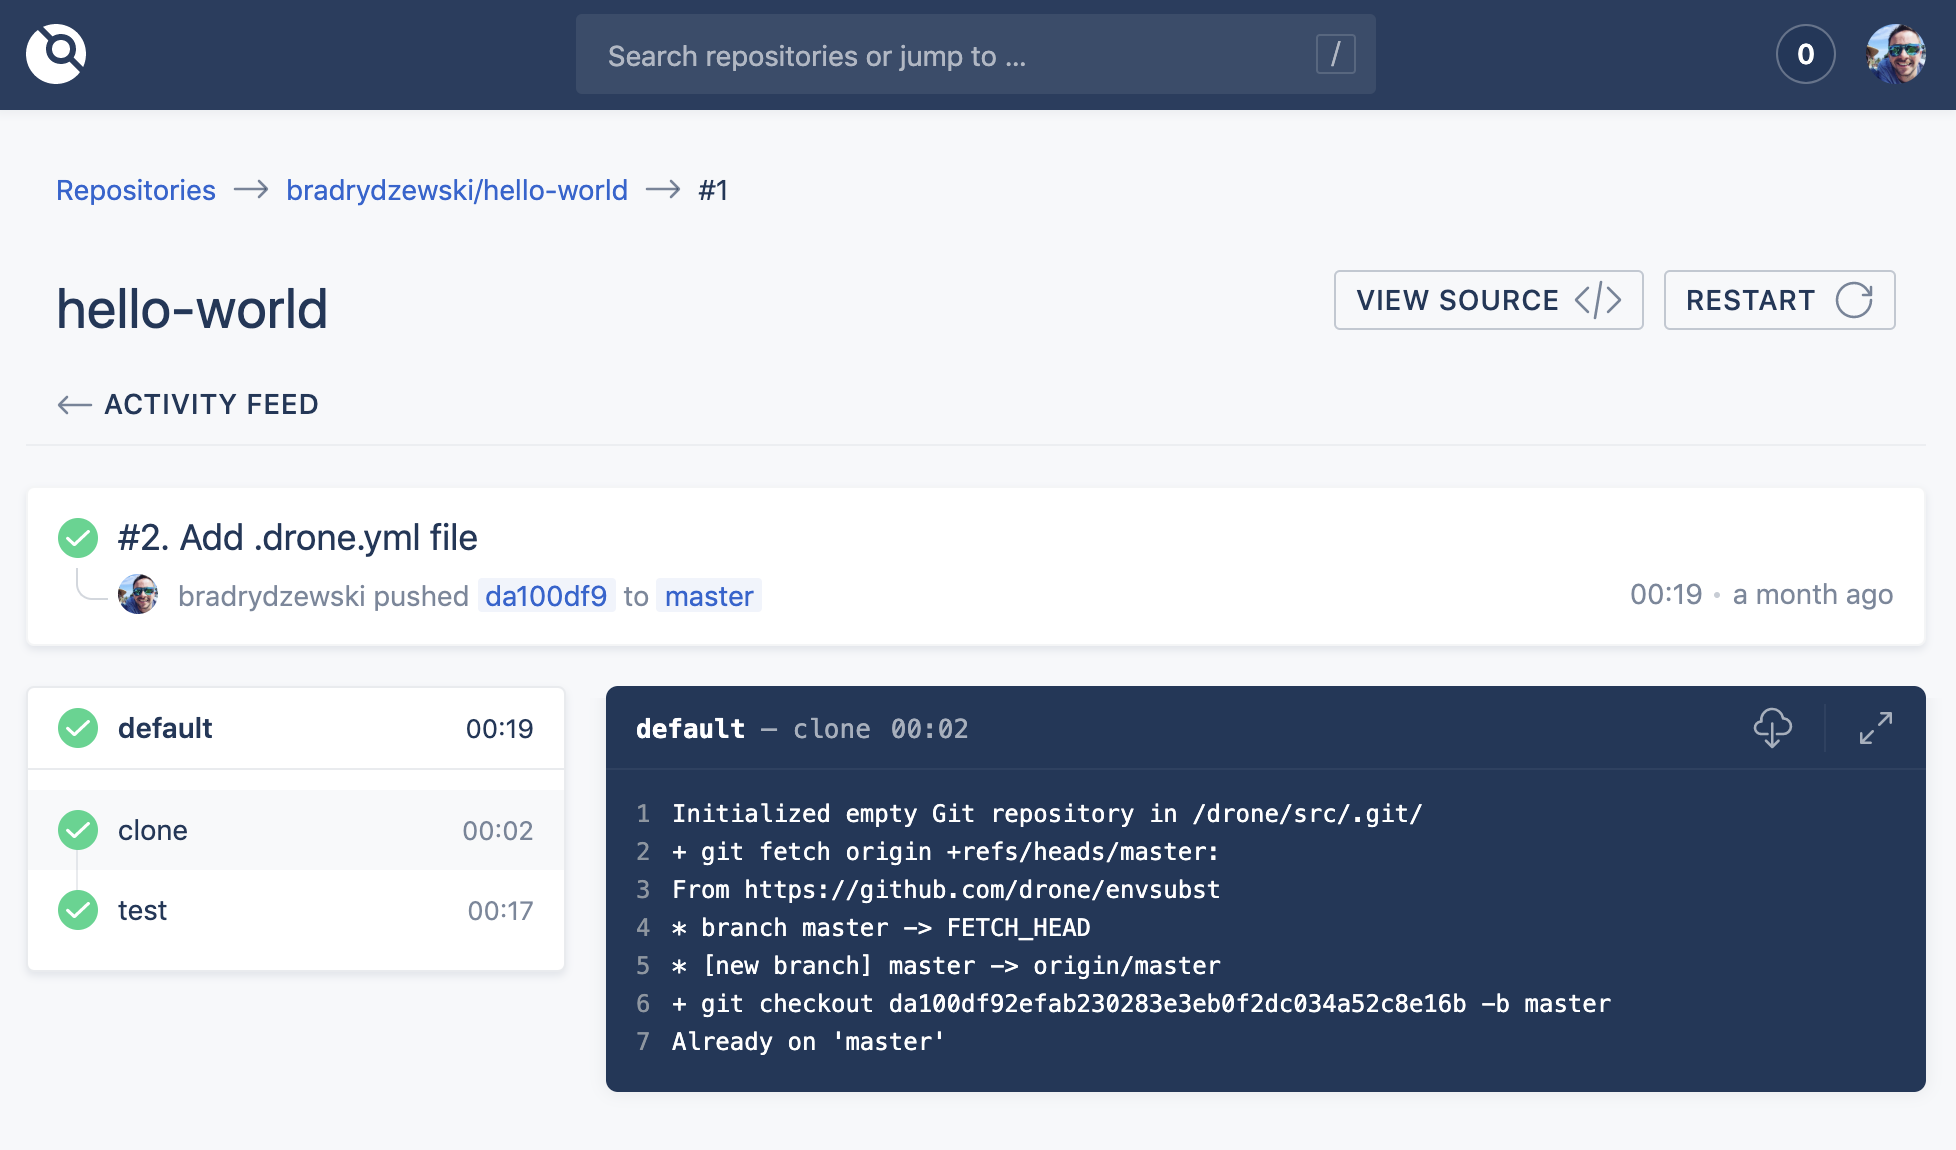 Search repositories or jump to ... /
0
Repositories → bradrydzewski/hello-world → #1
hello-world
VIEW SOURCE </>
RESTART
← ACTIVITY FEED
#2. Add .drone.yml file
bradrydzewski pushed da100df9 to master
00:19 • a month ago
default 00:19
clone 00:02
test 00:17
default — clone 00:02
1 Initialized empty Git repository in /drone/src/.git/
2 + git fetch origin +refs/heads/master:
3 From https://github.com/drone/envsubst
4 * branch master -> FETCH_HEAD
5 * [new branch] master -> origin/master
6 + git checkout da100df92efab230283e3eb0f2dc034a52c8e16b -b master
7 Already on 'master'